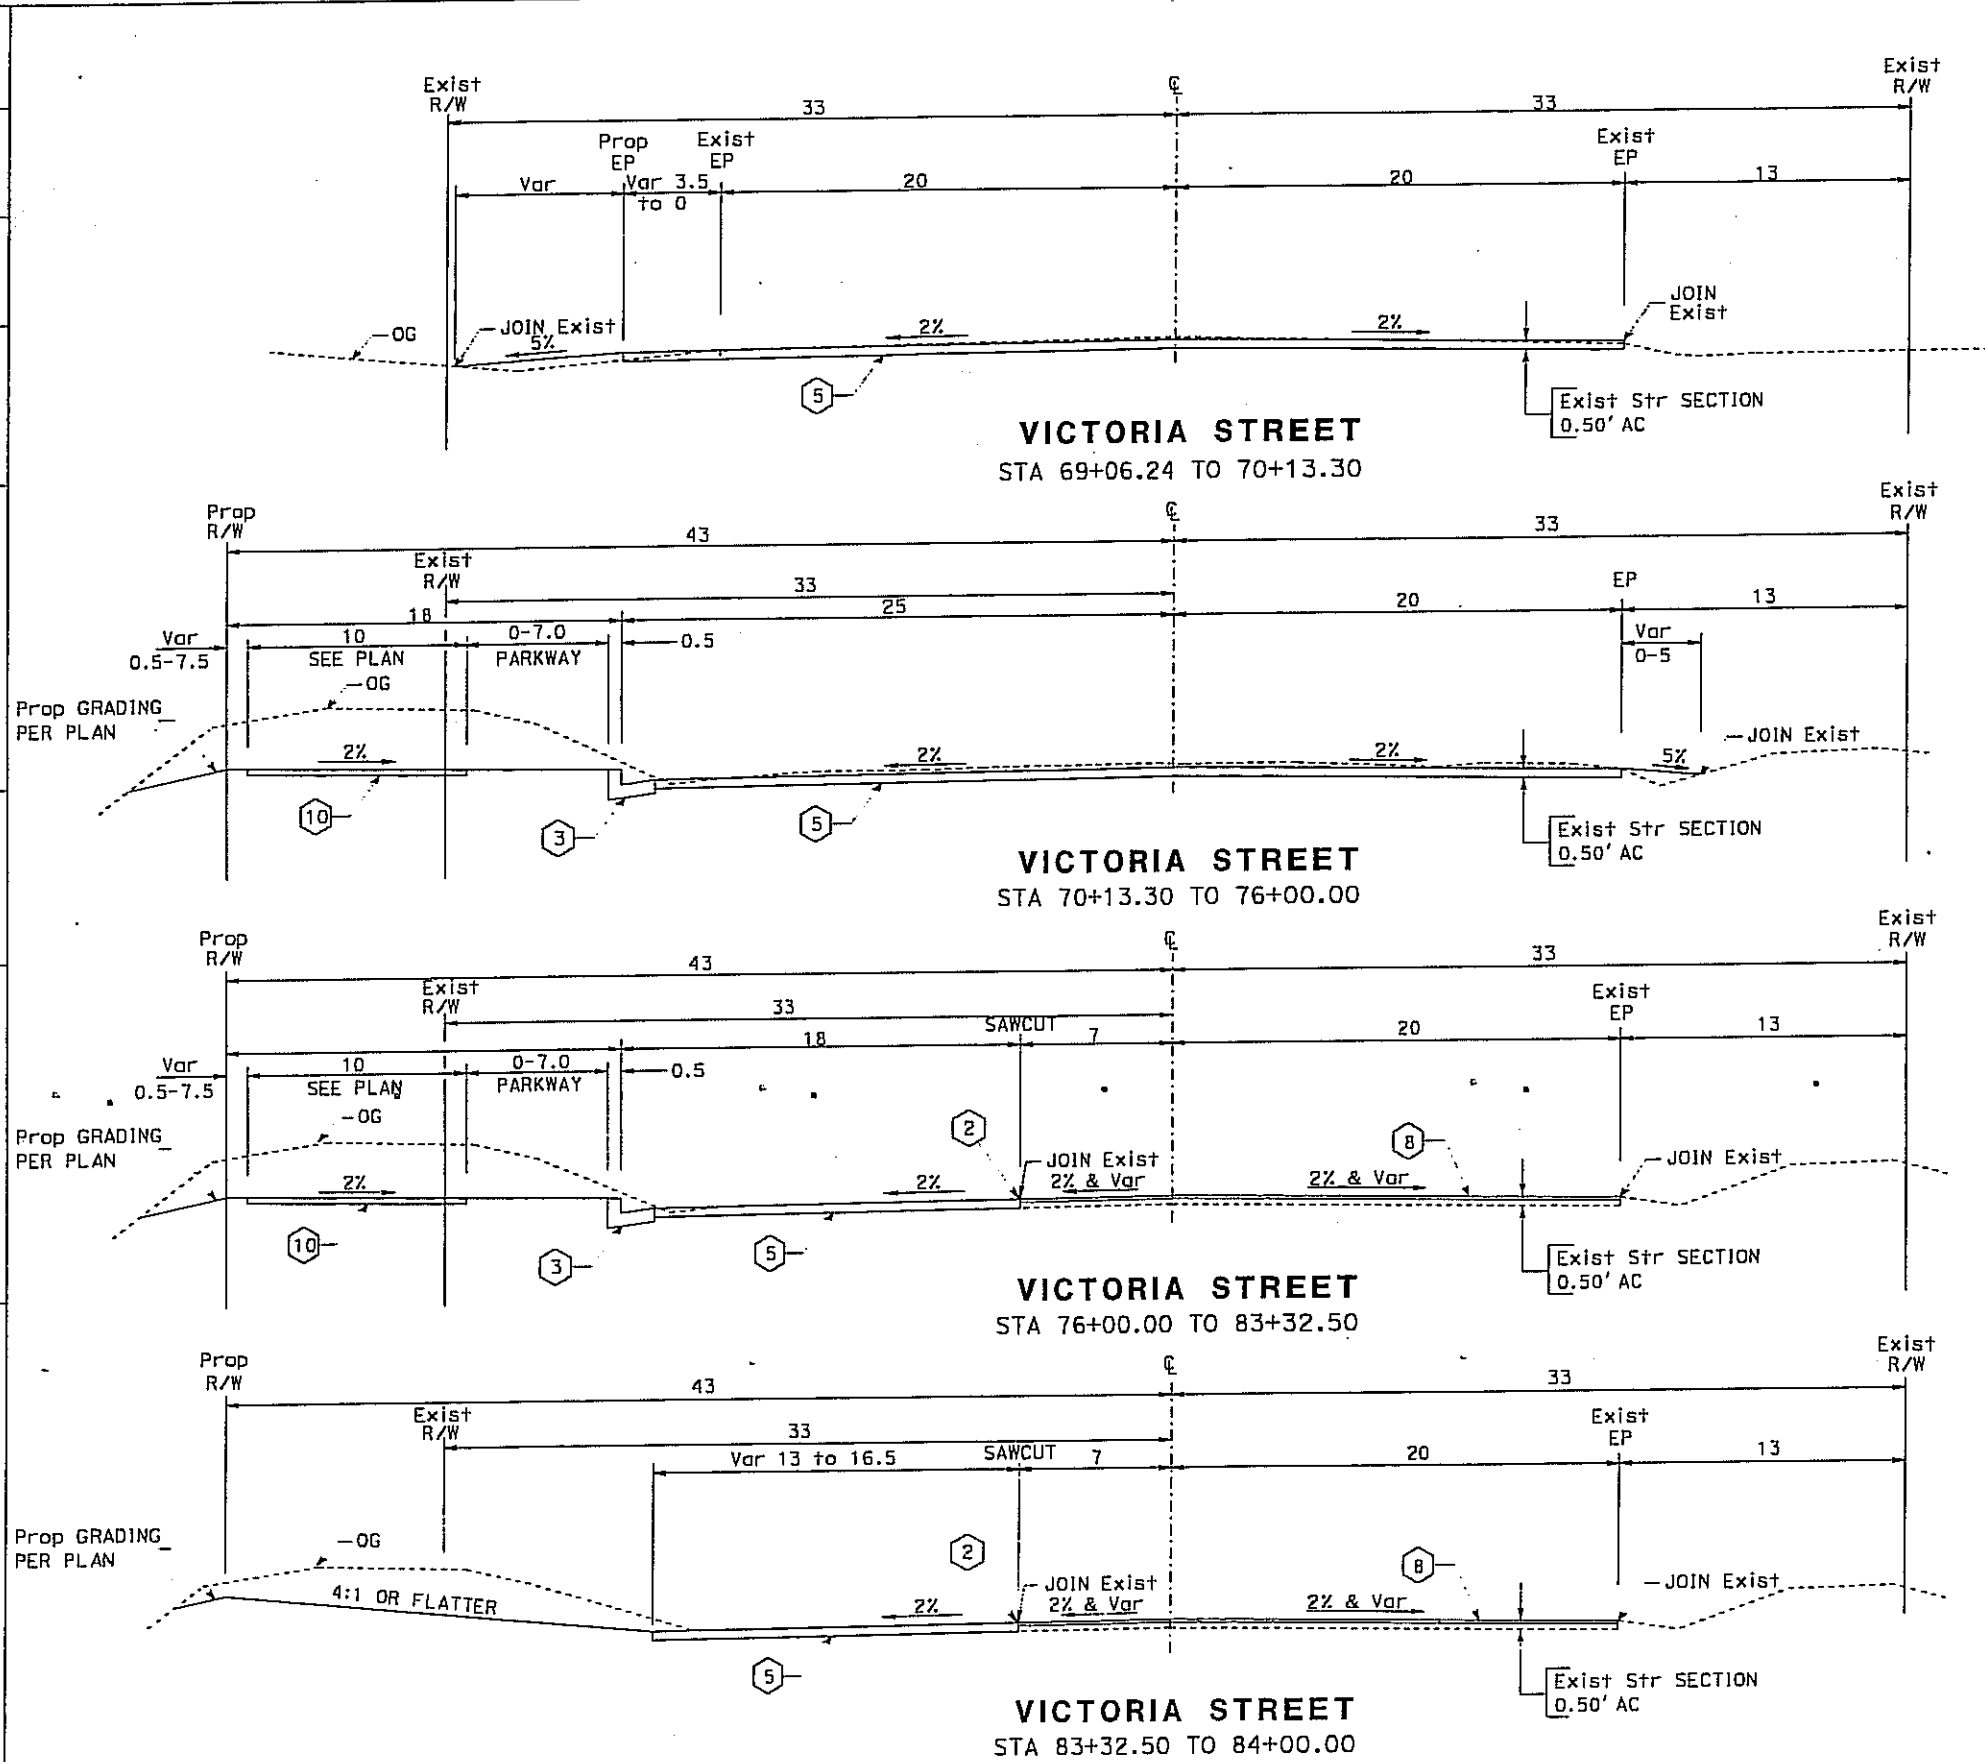 Exist
R/W
℄
Exist
R/W
33
33
Prop
EP
Exist
EP
Exist
EP
Var
Var 3.5
to 0
20
20
13
OG
JOIN Exist
5%
2%
2%
JOIN
Exist
5
Exist Str SECTION
0.50' AC
VICTORIA STREET
STA 69+06.24 TO 70+13.30
Prop
R/W
℄
Exist
R/W
43
33
Exist
R/W
33
EP
18
25
20
13
Var
0.5-7.5
10
SEE PLAN
0-7.0
PARKWAY
0.5
Var
0-5
OG
Prop GRADING
PER PLAN
2%
2%
2%
5%
JOIN Exist
10
3
5
Exist Str SECTION
0.50' AC
VICTORIA STREET
STA 70+13.30 TO 76+00.00
Prop
R/W
℄
Exist
R/W
43
33
Exist
R/W
33
Exist
EP
18
SAWCUT
7
20
13
Var
0.5-7.5
10
SEE PLAN
0-7.0
PARKWAY
0.5
OG
Prop GRADING
PER PLAN
2
8
JOIN Exist
JOIN Exist
2%
2%
2% & Var
2% & Var
10
3
5
Exist Str SECTION
0.50' AC
VICTORIA STREET
STA 76+00.00 TO 83+32.50
Prop
R/W
℄
Exist
R/W
43
33
Exist
R/W
33
Exist
EP
Var 13 to 16.5
SAWCUT
7
20
13
Prop GRADING
PER PLAN
OG
2
8
4:1 OR FLATTER
JOIN Exist
JOIN Exist
2%
2% & Var
2% & Var
5
Exist Str SECTION
0.50' AC
VICTORIA STREET
STA 83+32.50 TO 84+00.00